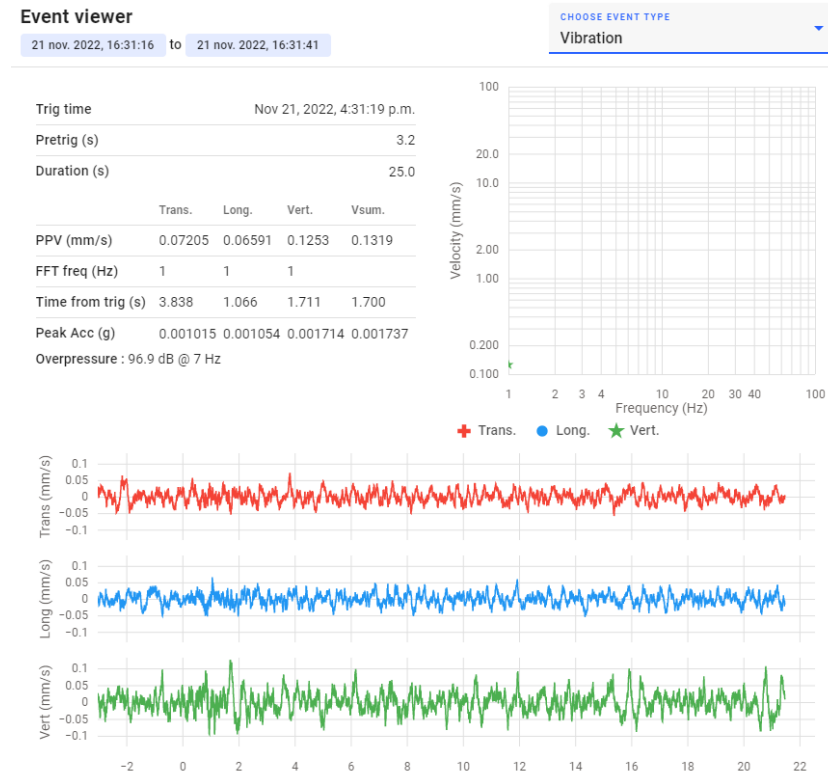 Event viewer
21 nov. 2022, 16:31:16 to 21 nov. 2022, 16:31:41
CHOOSE EVENT TYPE
Vibration
Trig time Nov 21, 2022, 4:31:19 p.m.
Pretrig (s) 3.2
Duration (s) 25.0
Trans. Long. Vert. Vsum.
PPV (mm/s) 0.07205 0.06591 0.1253 0.1319
FFT freq (Hz) 1 1 1
Time from trig (s) 3.838 1.066 1.711 1.700
Peak Acc (g) 0.001015 0.001054 0.001714 0.001737
Overpressure : 96.9 dB @ 7 Hz
Velocity (mm/s)
100
20.0
10.0
2.00
1.00
0.200
0.100
1 2 3 4 10 20 30 40 100
Frequency (Hz)
Trans. Long. Vert.
Trans (mm/s)
0.1
0.05
0
−0.05
−0.1
Long (mm/s)
0.1
0.05
0
−0.05
−0.1
Vert (mm/s)
0.1
0.05
0
−0.05
−0.1
−2 0 2 4 6 8 10 12 14 16 18 20 22